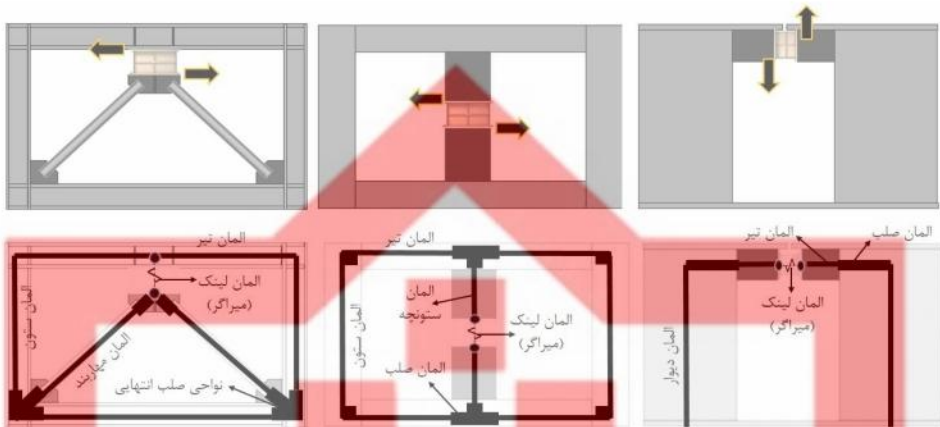 المان تیر
المان لینک
(میراگر)
المان ستون
المان مهاربند
نواحی صلب انتهایی
المان تیر
المان
ستونچه
المان لینک
(میراگر)
المان ستون
المان صلب
المان تیر
المان صلب
المان لینک
(میراگر)
المان دیوار